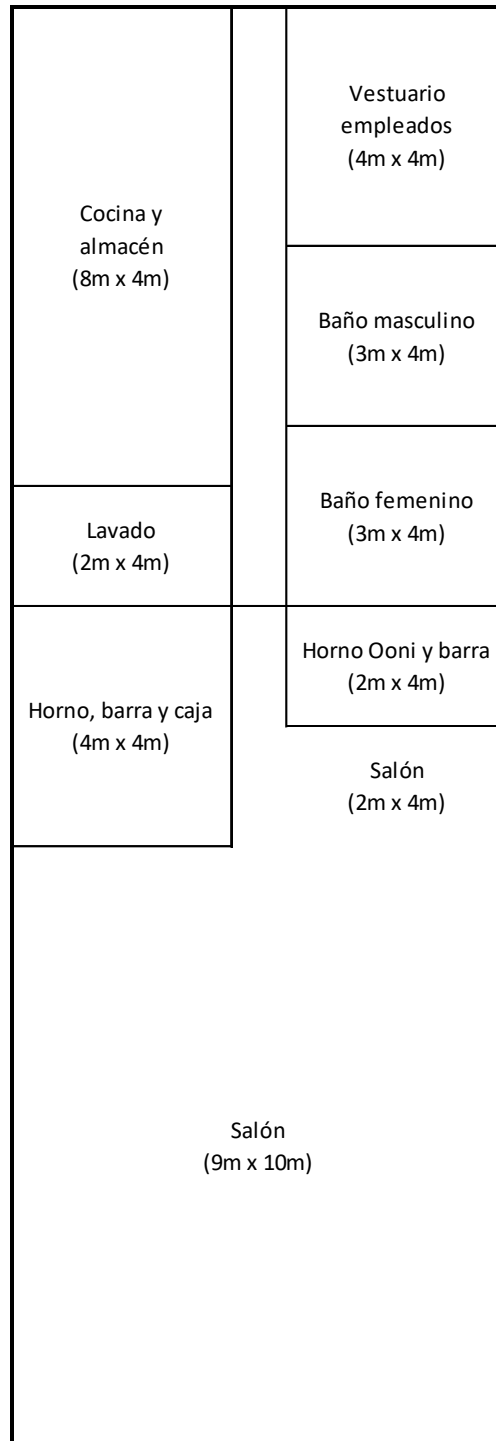 Vestuario
empleados
(4m x 4m)
Cocina y
almacén
(8m x 4m)
Baño masculino
(3m x 4m)
Baño femenino
(3m x 4m)
Lavado
(2m x 4m)
Horno Ooni y barra
(2m x 4m)
Horno, barra y caja
(4m x 4m)
Salón
(2m x 4m)
Salón
(9m x 10m)